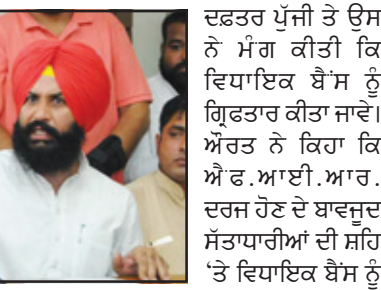 ਦਫ਼ਤਰ ਪੁੱਜੀ ਤੇ ਉਸ
ਨੇ ਮੰਗ ਕੀਤੀ ਕਿ
ਵਿਧਾਇਕ ਬੈਂਸ ਨੂੰ
ਗ੍ਰਿਫਤਾਰ ਕੀਤਾ ਜਾਵੇ।
ਔਰਤ ਨੇ ਕਿਹਾ ਕਿ
ਐਫ.ਆਈ.ਆਰ.
ਦਰਜ ਹੋਣ ਦੇ ਬਾਵਜੂਦ
ਸੱਤਾਧਾਰੀਆਂ ਦੀ ਸ਼ਹਿ
'ਤੇ ਵਿਧਾਇਕ ਬੈਂਸ ਨੂੰ